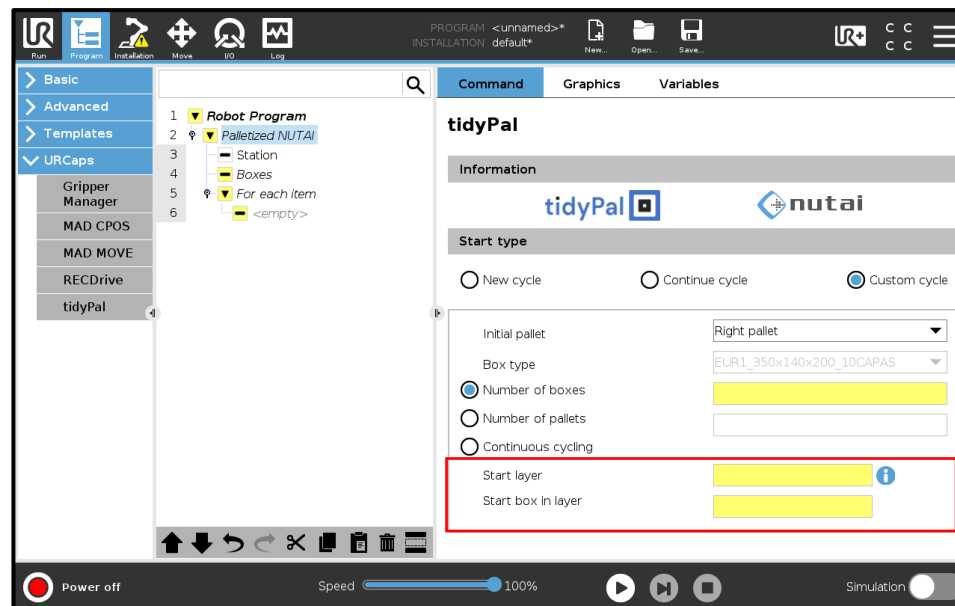 PROGRAM <unnamed>*
INSTALLATION default*
Run Program Installation Move I/O Log New... Open... Save...
UR+ C C
C C
Basic
Advanced
Templates
URCaps
Gripper
Manager
MAD CPOS
MAD MOVE
RECDrive
tidyPal
1 Robot Program
2 Palletized NUTAI
3 Station
4 Boxes
5 For each item
6 <empty>
Command Graphics Variables
tidyPal
Information
tidyPal nutai
Start type
New cycle Continue cycle Custom cycle
Initial pallet Right pallet
Box type EUR1_350x140x200_10CAPAS
Number of boxes
Number of pallets
Continuous cycling
Start layer
Start box in layer
Power off Speed 100% Simulation